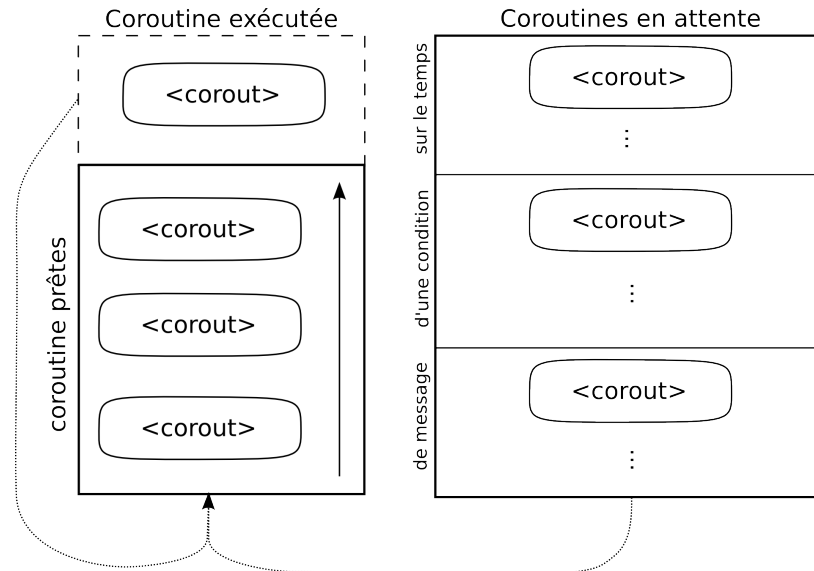 Coroutine exécutée
<corout>
coroutine prêtes
<corout>
<corout>
<corout>
Coroutines en attente
sur le temps
<corout>
...
d'une condition
<corout>
...
de message
<corout>
...